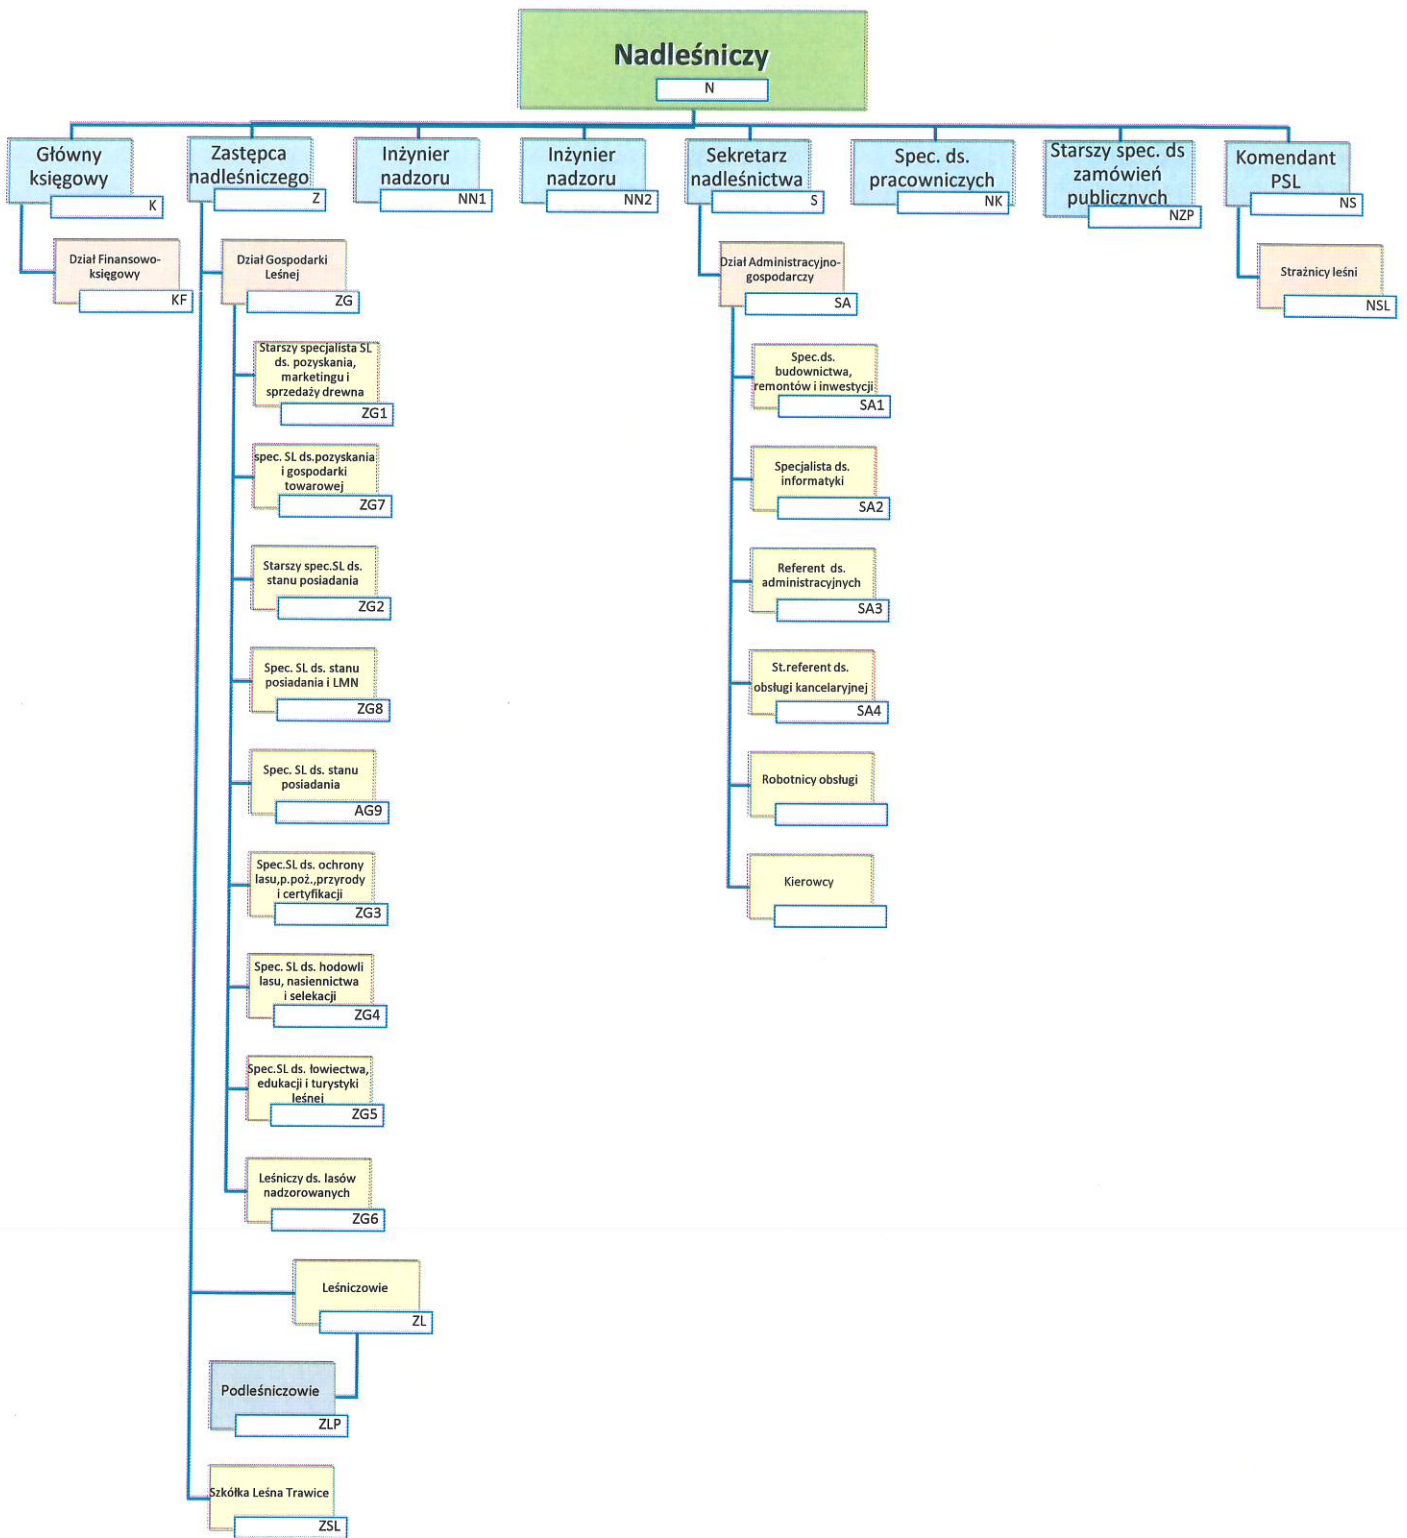 Nadleśniczy
N
Główny
księgowy
K
Zastępca
nadleśniczego
Z
Inżynier
nadzoru
NN1
Inżynier
nadzoru
NN2
Sekretarz
nadleśnictwa
S
Spec. ds.
pracowniczych
NK
Starszy spec. ds
zamówień
publicznych
NZP
Komendant
PSL
NS
Dział Finansowo-
księgowy
KF
Dział Gospodarki
Leśnej
ZG
Dział Administracyjno-
gospodarczy
SA
Strażnicy leśni
NSL
Starszy specjalista SL
ds. pozyskania,
marketingu i
sprzedaży drewna
ZG1
spec. SL ds.pozyskania
i gospodarki
towarowej
ZG7
Starszy spec.SL ds.
stanu posiadania
ZG2
Spec. SL ds. stanu
posiadania i LMN
ZG8
Spec. SL ds. stanu
posiadania
AG9
Spec.SL ds. ochrony
lasu,p.poż.,przyrody
i certyfikacji
ZG3
Spec. SL ds. hodowli
lasu, nasiennictwa
i selekacji
ZG4
Spec.SL ds. łowiectwa,
edukacji i turystyki
leśnej
ZG5
Leśniczy ds. lasów
nadzorowanych
ZG6
Spec.ds.
budownictwa,
remontów i inwestycji
SA1
Specjalista ds.
informatyki
SA2
Referent ds.
administracyjnych
SA3
St.referent ds.
obsługi kancelaryjnej
SA4
Robotnicy obsługi
Kierowcy
Leśniczowie
ZL
Podleśniczowie
ZLP
Szkółka Leśna Trawice
ZSL